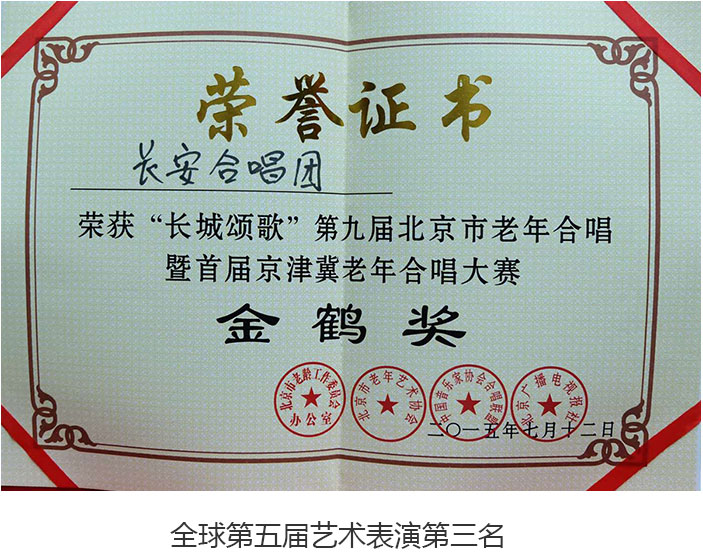 荣誉证书
长安合唱团
荣获“长城颂歌”第九届北京市老年合唱
暨首届京津冀老年合唱大赛
金鹤奖
北京市老龄工作委员会
办公室
北京市老年艺术协会
中国音乐家协会合唱联盟
北京广播电视报社
二〇一五年七月十二日
全球第五届艺术表演第三名